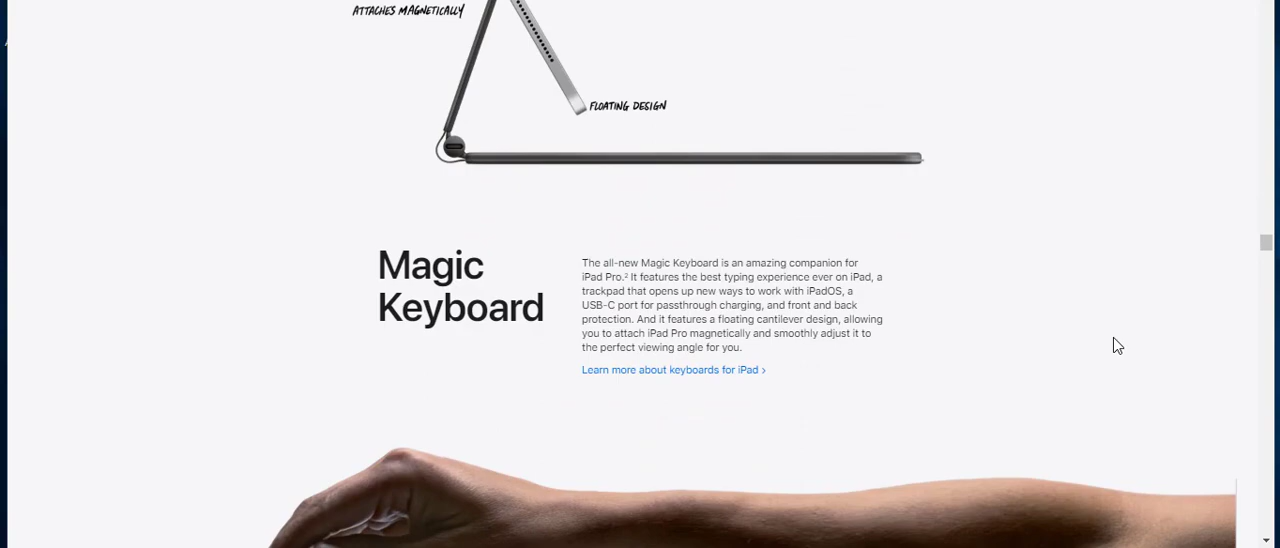 ATTACHES MAGNETICALLY
FLOATING DESIGN
Magic
Keyboard
The all-new Magic Keyboard is an amazing companion for
iPad Pro.² It features the best typing experience ever on iPad, a
trackpad that opens up new ways to work with iPadOS, a
USB-C port for passthrough charging, and front and back
protection. And it features a floating cantilever design, allowing
you to attach iPad Pro magnetically and smoothly adjust it to
the perfect viewing angle for you.
Learn more about keyboards for iPad ›